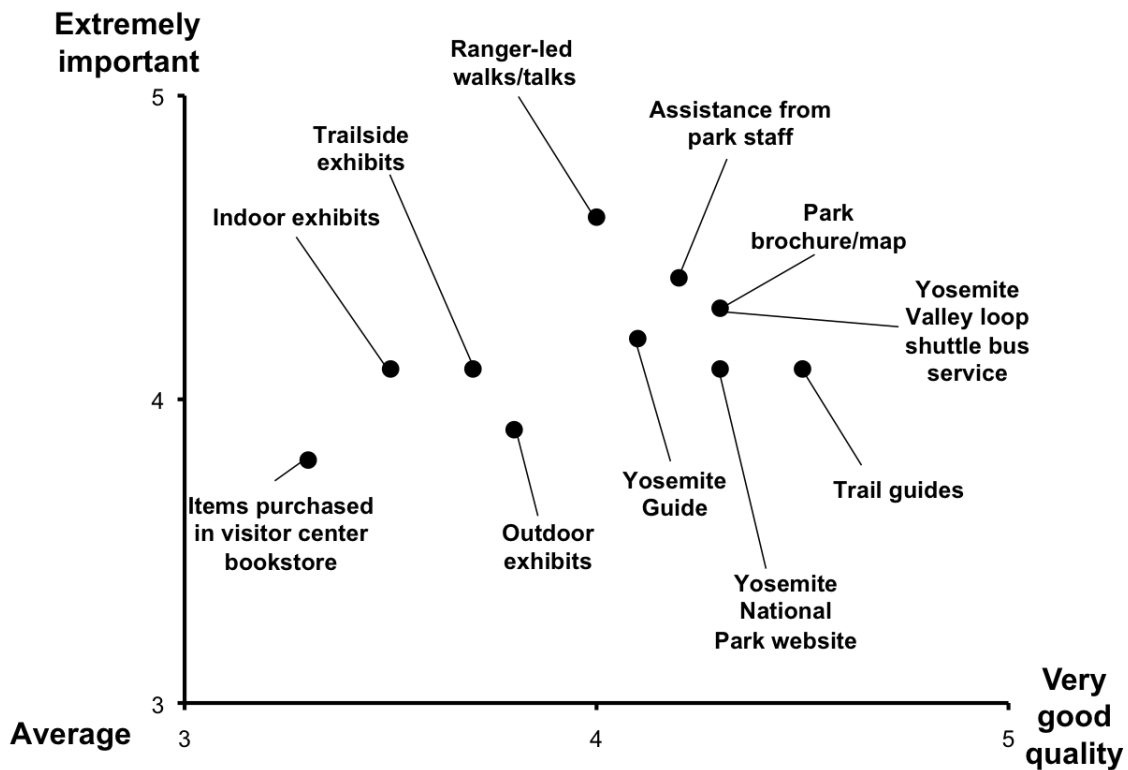 Extremely
important
5
Ranger-led
walks/talks
Assistance from
park staff
Trailside
exhibits
Indoor exhibits
Park
brochure/map
Yosemite
Valley loop
shuttle bus
service
4
Items purchased
in visitor center
bookstore
Outdoor
exhibits
Yosemite
Guide
Trail guides
Yosemite
National
Park website
3
Average
3
4
5
Very
good
quality